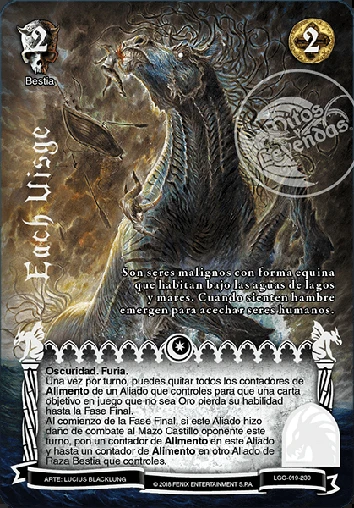 2
2
Bestia
Mitos
y
Leyendas
Each Uisge
Son seres malignos con forma equina
que habitan bajo las aguas de lagos
y mares. Cuando sienten hambre
emergen para acechar seres humanos.
Oscuridad. Furia.
Una vez por turno, puedes quitar todos los contadores de
Alimento de un Aliado que controles para que una carta
objetivo en juego que no sea Oro pierda su habilidad
hasta la Fase Final.
Al comienzo de la Fase Final, si este Aliado hizo
daño de combate al Mazo Castillo oponente este
turno, pon un contador de Alimento en este Aliado
y hasta un contador de Alimento en otro Aliado de
Raza Bestia que controles.
ARTE: LUCIUS BLACKLUNG
© 2018 FENIX ENTERTAINMENT S.P.A.